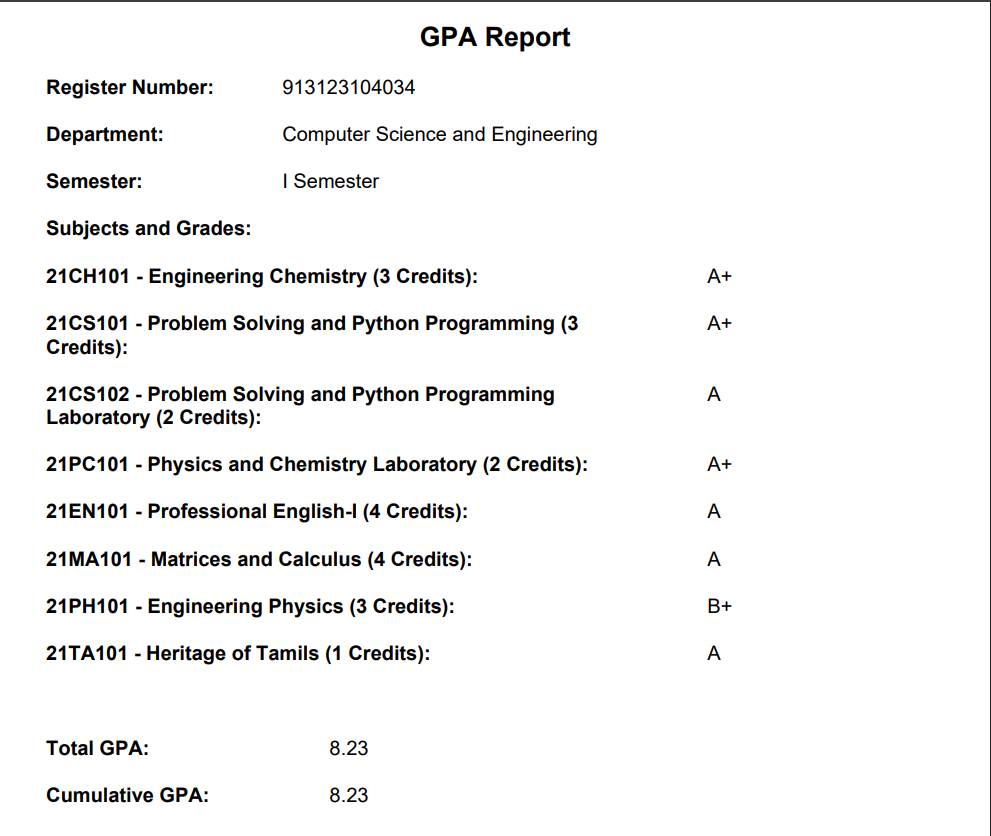 GPA Report
Register Number: 913123104034
Department: Computer Science and Engineering
Semester: I Semester
Subjects and Grades:
21CH101 - Engineering Chemistry (3 Credits): A+
21CS101 - Problem Solving and Python Programming (3 A+
Credits):
21CS102 - Problem Solving and Python Programming A
Laboratory (2 Credits):
21PC101 - Physics and Chemistry Laboratory (2 Credits): A+
21EN101 - Professional English-I (4 Credits): A
21MA101 - Matrices and Calculus (4 Credits): A
21PH101 - Engineering Physics (3 Credits): B+
21TA101 - Heritage of Tamils (1 Credits): A
Total GPA: 8.23
Cumulative GPA: 8.23